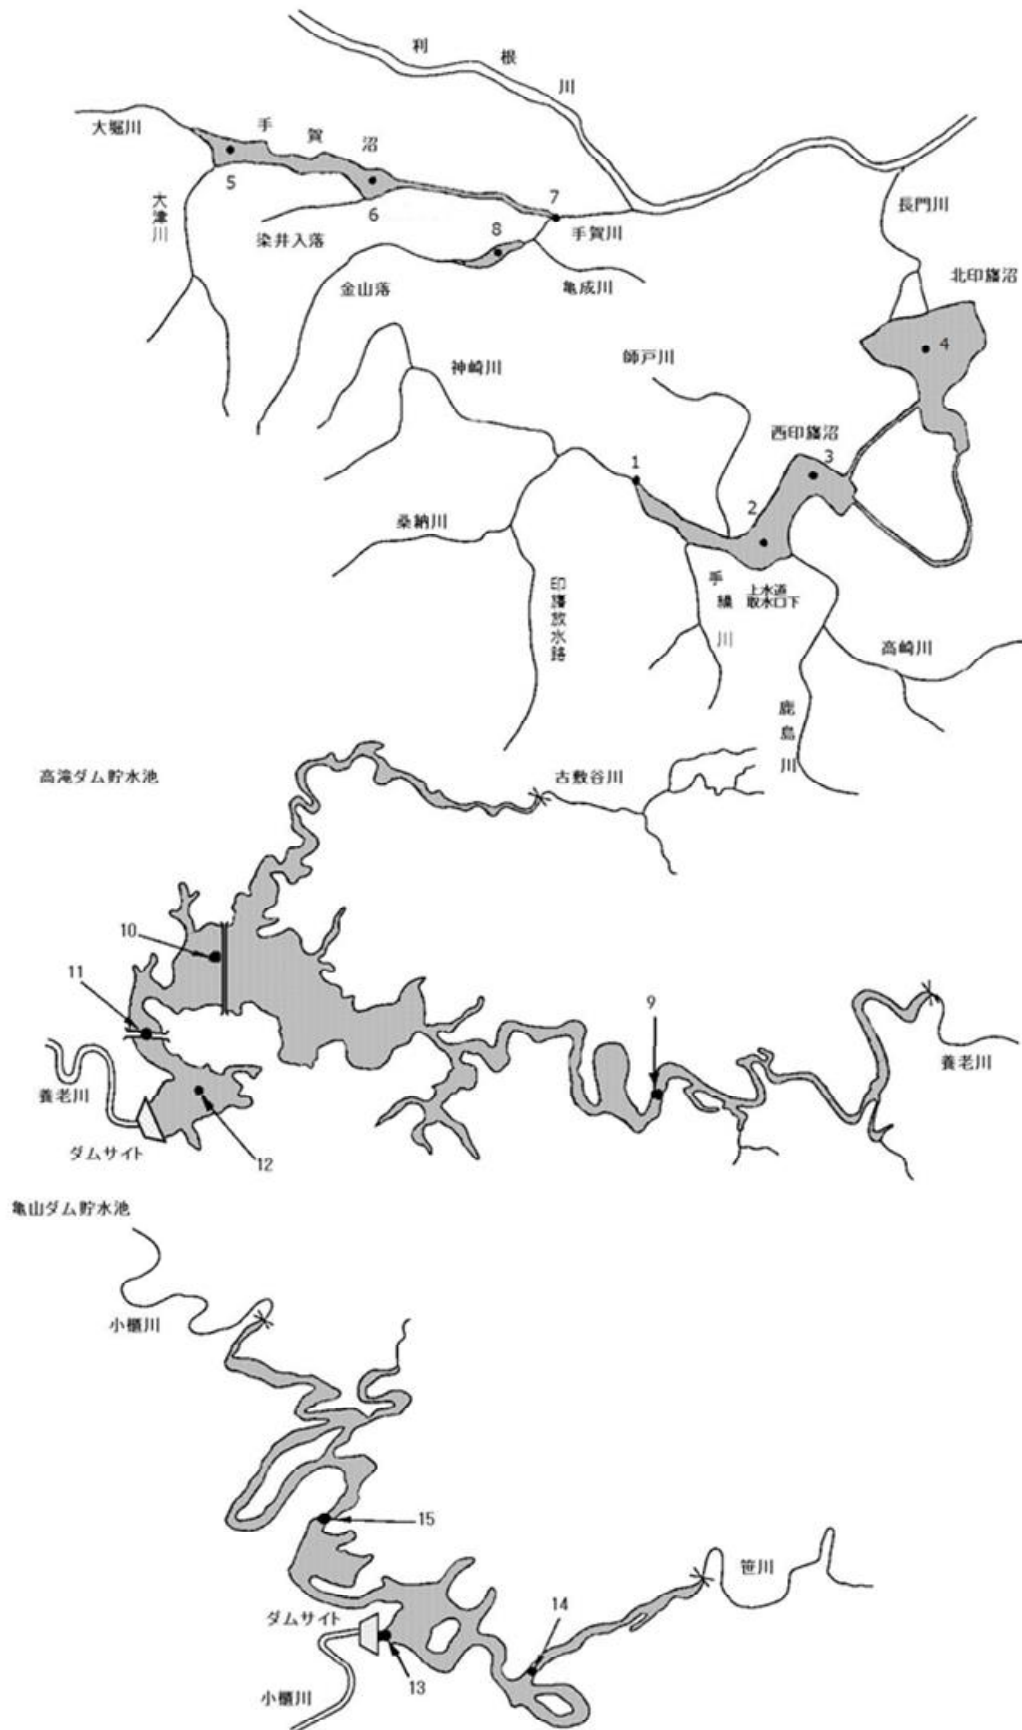 利根川
大堀川
手賀沼
5
7
大津川
6
長門川
染井入落
8
手賀川
北印旛沼
金山落
亀成川
4
師戸川
神崎川
西印旛沼
3
1
2
桑納川
手繰川
上水道
取水口下
印旛放水路
高崎川
鹿島川
高滝ダム貯水池
古敷谷川
10
11
9
養老川
養老川
ダムサイト
12
亀山ダム貯水池
小櫃川
15
笹川
14
ダムサイト
13
小櫃川